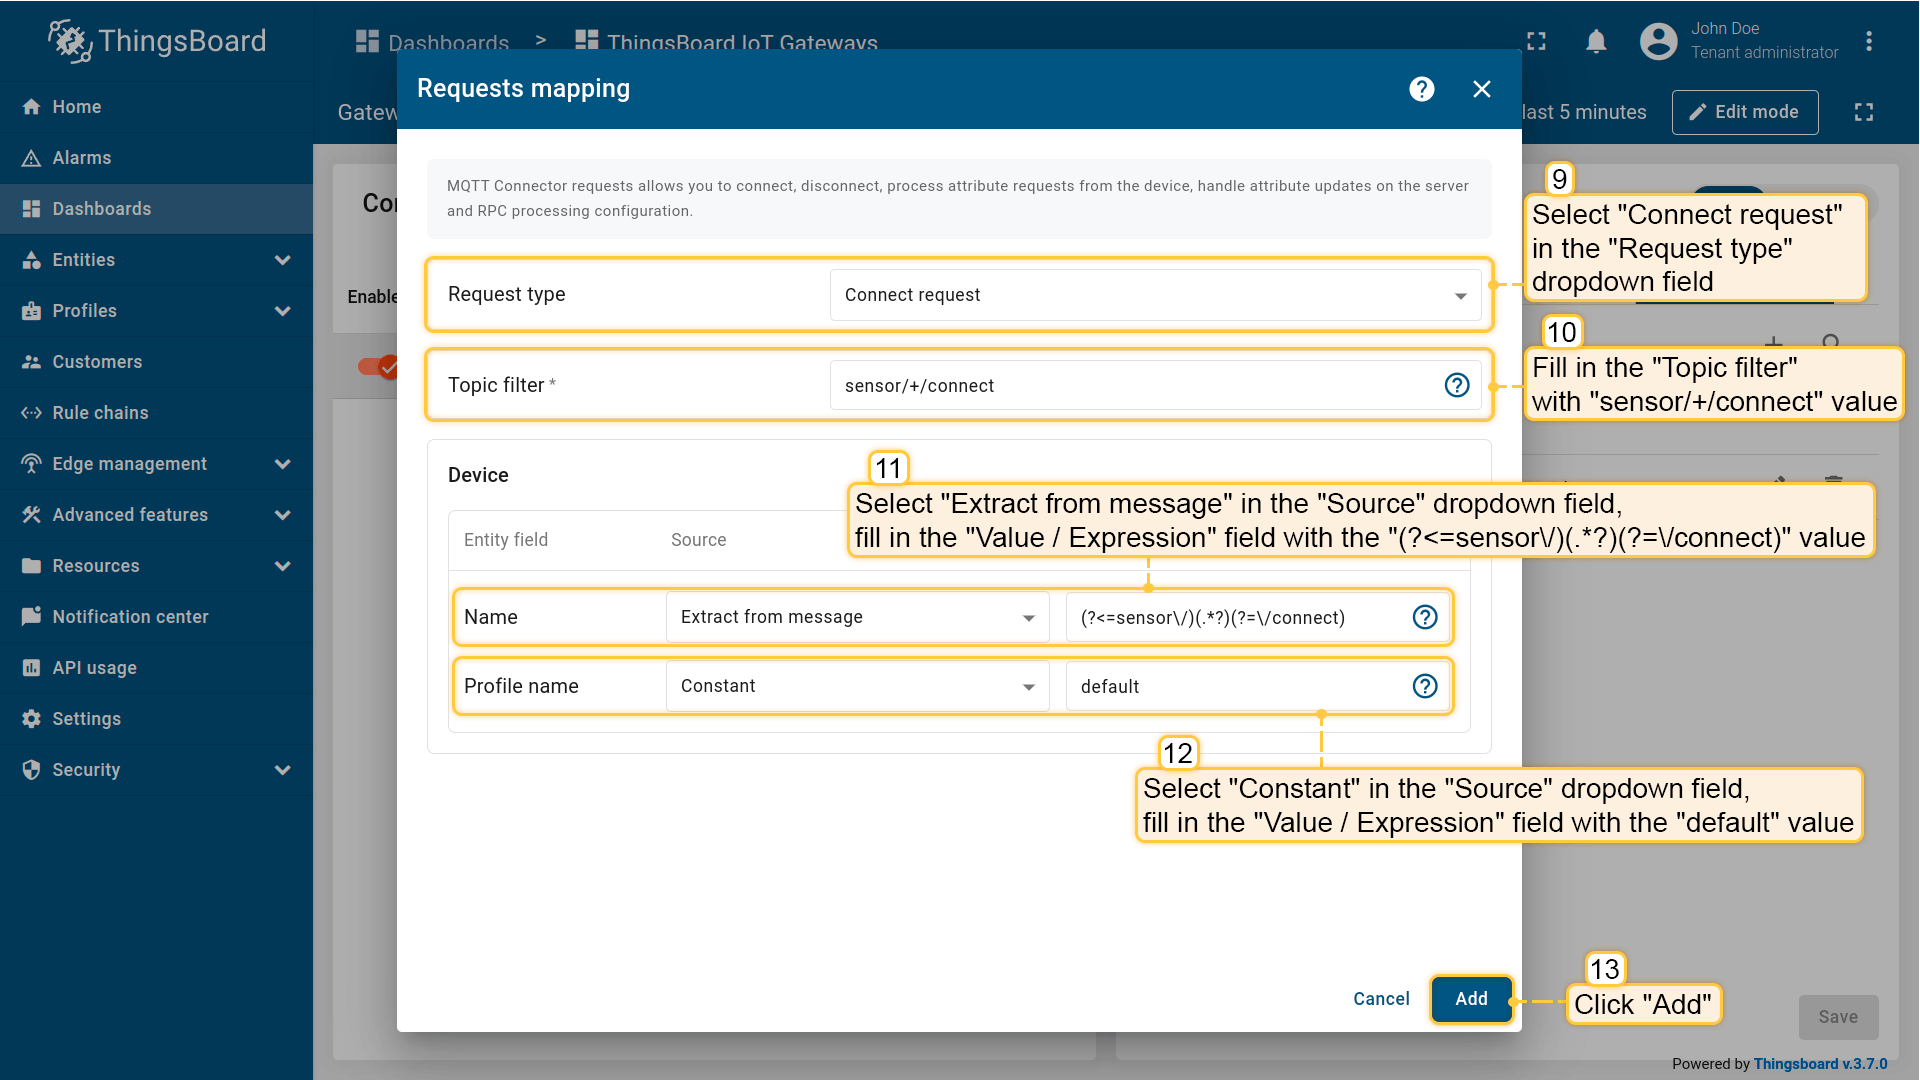 ThingsBoard
Dashboards > ThingsBoard IoT Gateways
John Doe
Tenant administrator
Home
Alarms
Dashboards
Entities
Profiles
Customers
Rule chains
Edge management
Advanced features
Resources
Notification center
API usage
Settings
Security
last 5 minutes
Edit mode
Requests mapping
MQTT Connector requests allows you to connect, disconnect, process attribute requests from the device, handle attribute updates on the server
and RPC processing configuration.
Request type
Connect request
Topic filter *
sensor/+/connect
Device
Entity field
Source
Name
Extract from message
(?<=sensor\/)(.*?)(?=\/connect)
Profile name
Constant
default
Cancel
Add
9
Select "Connect request"
in the "Request type"
dropdown field
10
Fill in the "Topic filter"
with "sensor/+/connect" value
11
Select "Extract from message" in the "Source" dropdown field,
fill in the "Value / Expression" field with the "(?<=sensor\/)(.*?)(?=\/connect)" value
12
Select "Constant" in the "Source" dropdown field,
fill in the "Value / Expression" field with the "default" value
13
Click "Add"
Save
Powered by Thingsboard v.3.7.0